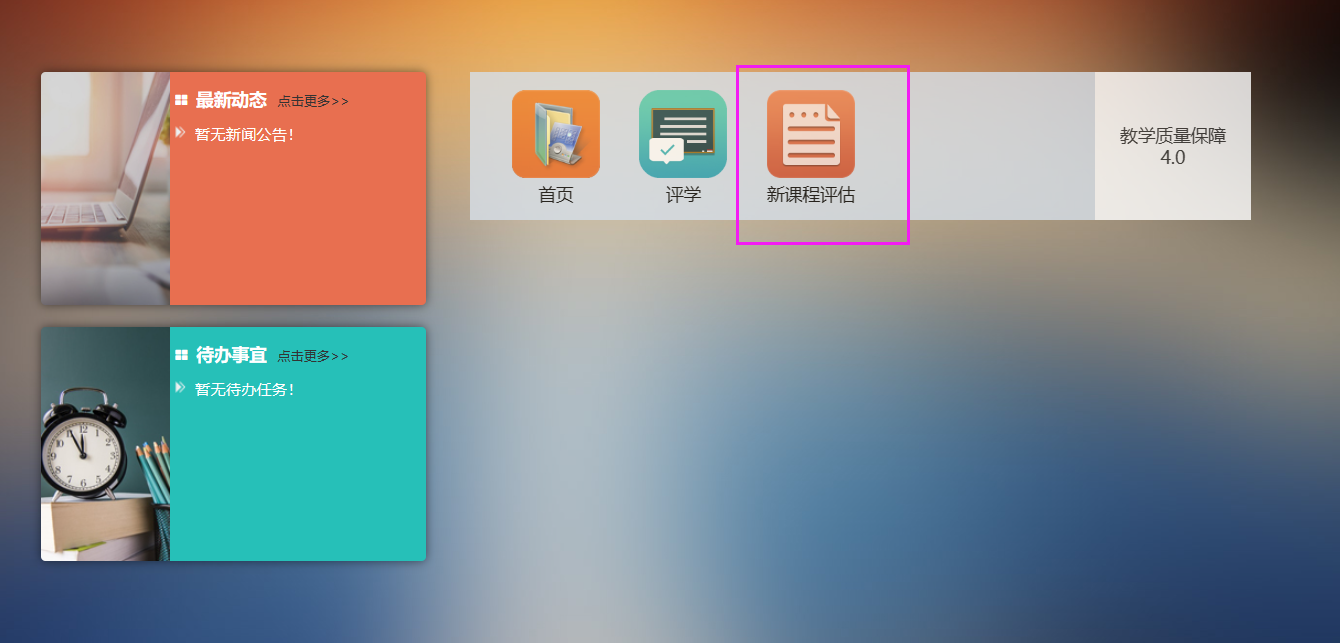 最新动态 点击更多>>
暂无新闻公告!
待办事宜 点击更多>>
暂无待办任务!
首页
评学
新课程评估
教学质量保障
4.0